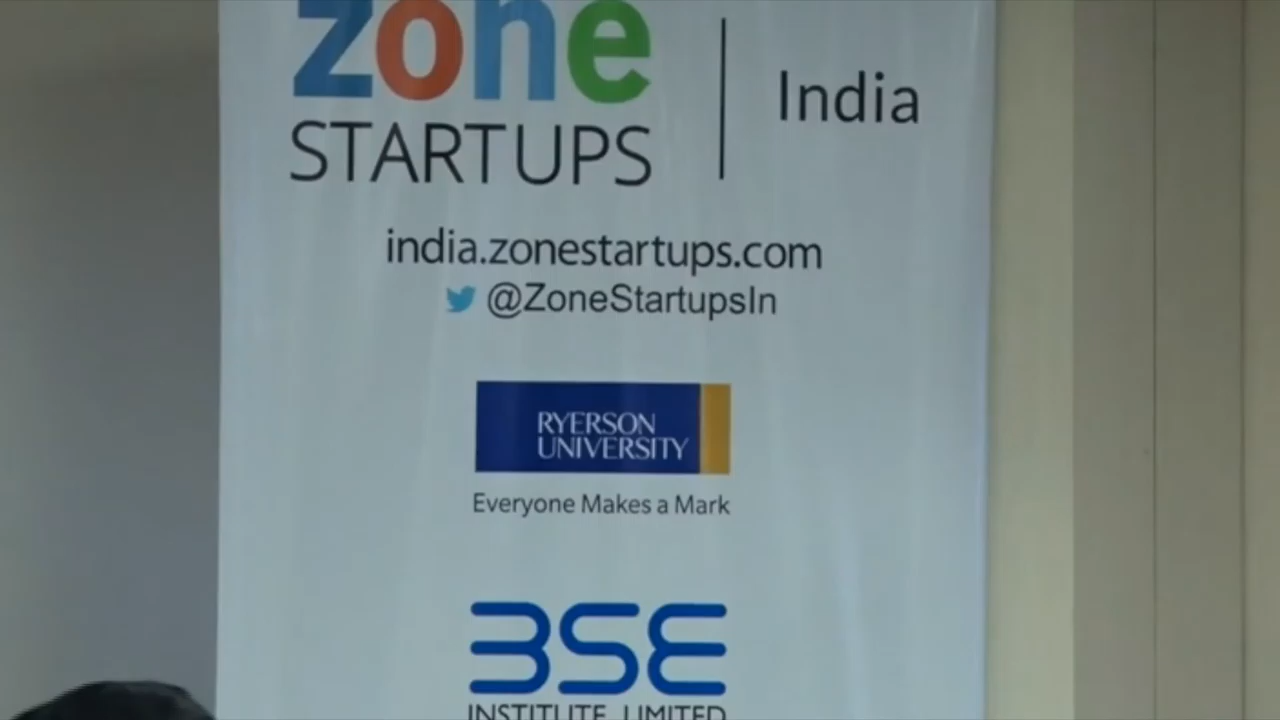 zone
STARTUPS
India
india.zonestartups.com
@ZoneStartupsIn
RYERSON
UNIVERSITY
Everyone Makes a Mark
BSE
INSTITUTE LIMITED